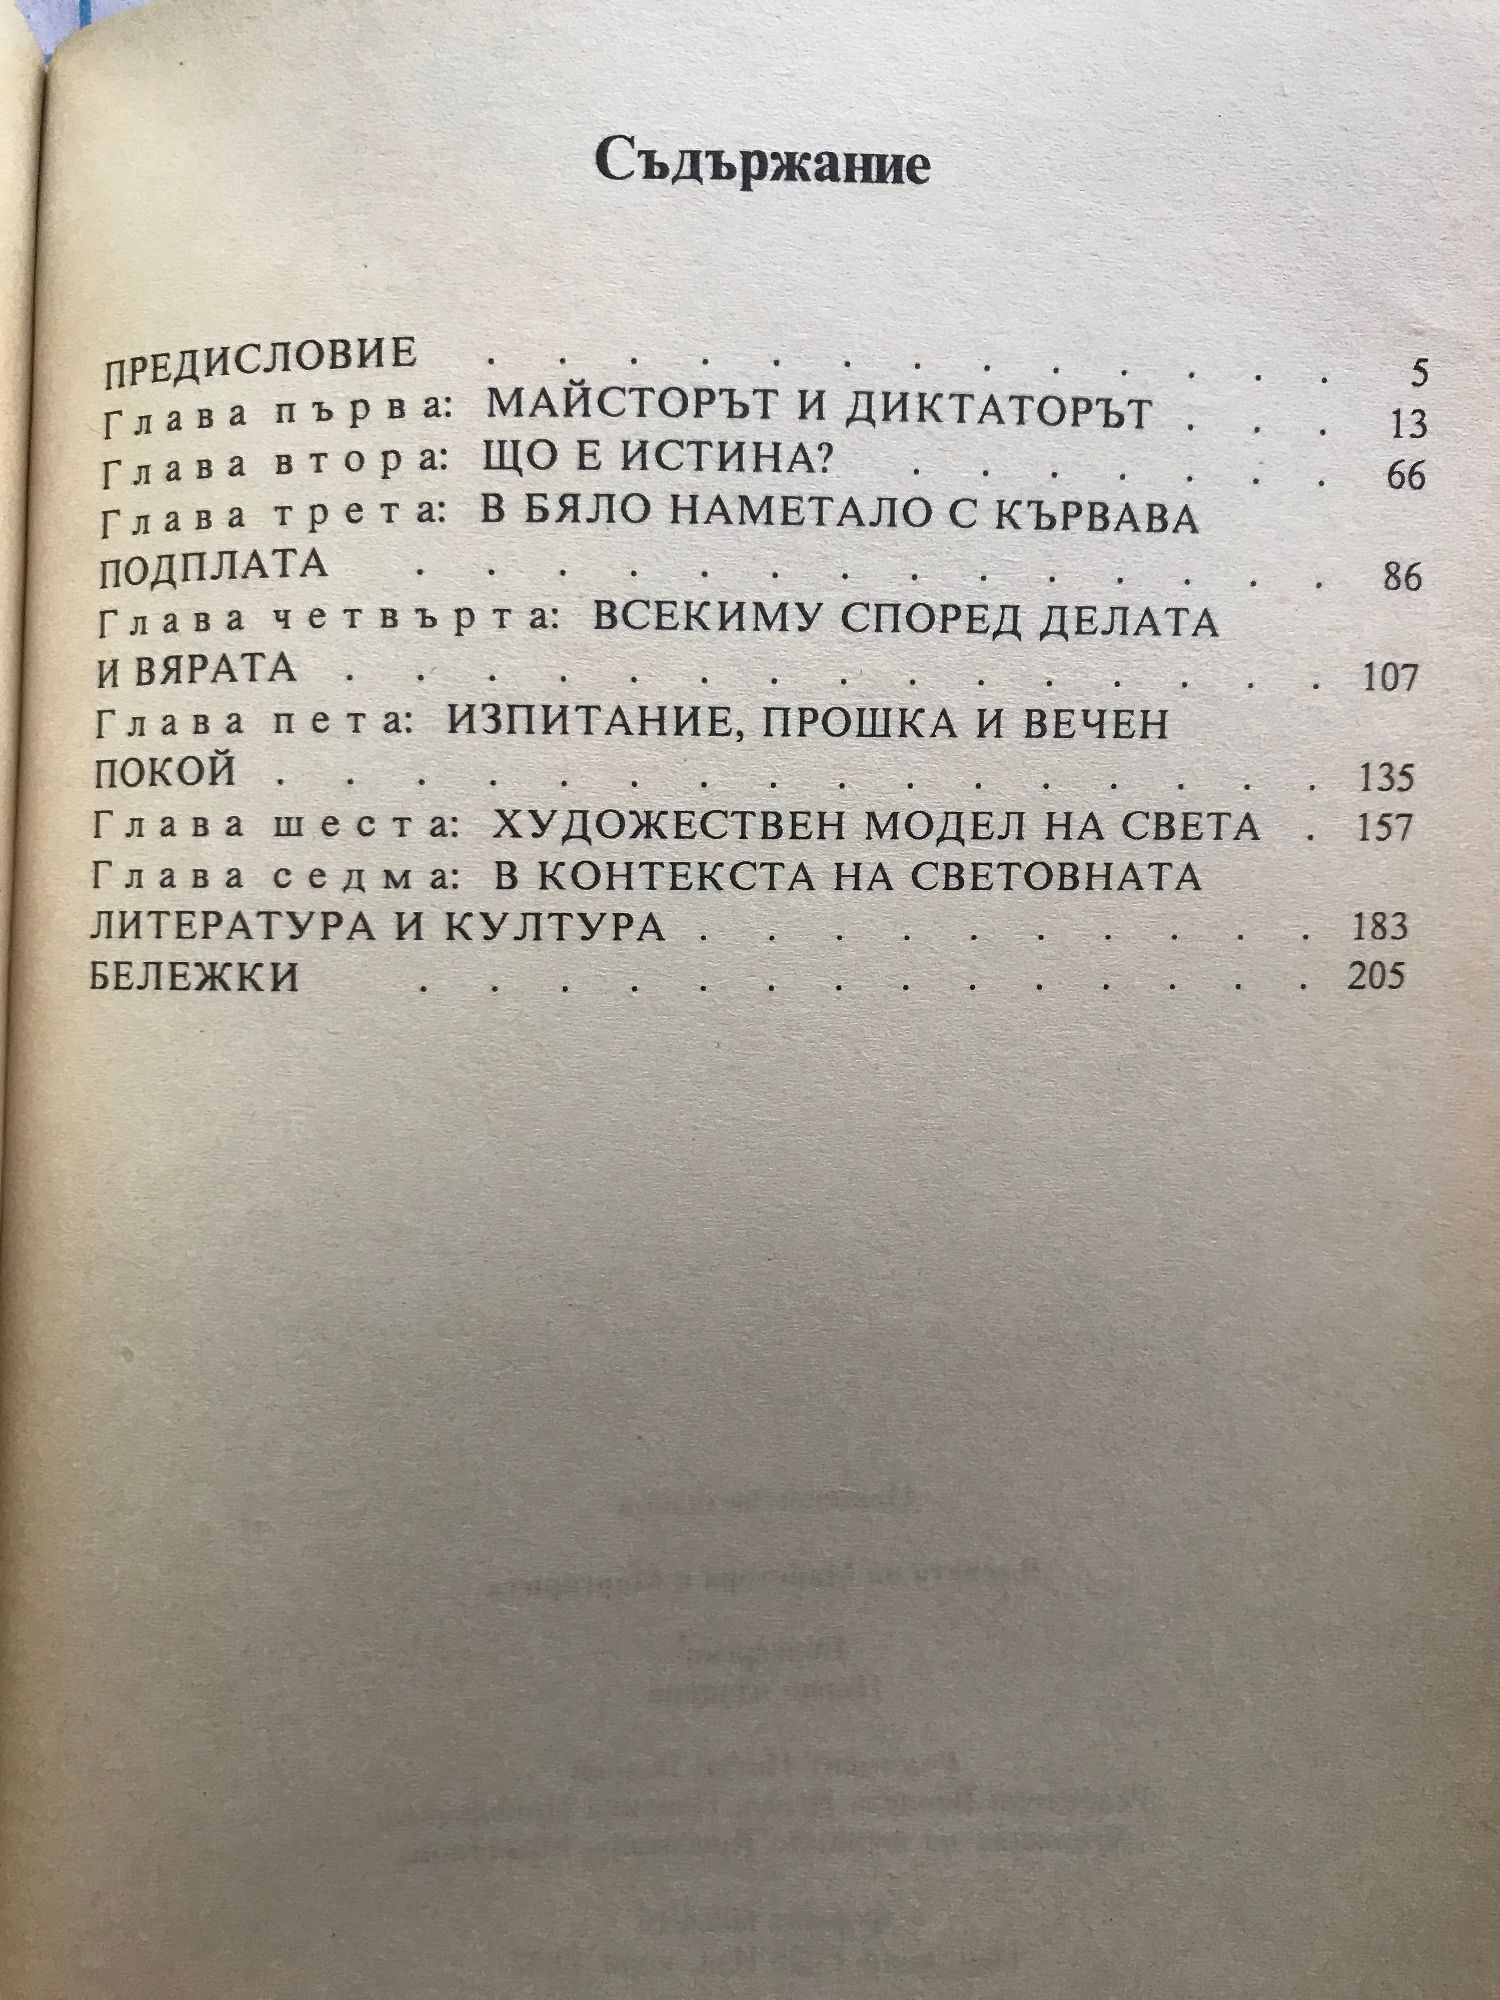 Съдържание
ПРЕДИСЛОВИЕ . . . . . . . . . . . . . 5
Глава първа: МАЙСТОРЪТ И ДИКТАТОРЪТ . . . 13
Глава втора: ЩО Е ИСТИНА? . . . . . . . 66
Глава трета: В БЯЛО НАМЕТАЛО С КЪРВАВА
ПОДПЛАТА . . . . . . . . . . . . . . 86
Глава четвърта: ВСЕКИМУ СПОРЕД ДЕЛАТА
И ВЯРАТА . . . . . . . . . . . . . . . 107
Глава пета: ИЗПИТАНИЕ, ПРОШКА И ВЕЧЕН
ПОКОЙ . . . . . . . . . . . . . . . . 135
Глава шеста: ХУДОЖЕСТВЕН МОДЕЛ НА СВЕТА . 157
Глава седма: В КОНТЕКСТА НА СВЕТОВНАТА
ЛИТЕРАТУРА И КУЛТУРА . . . . . . . . . . 183
БЕЛЕЖКИ . . . . . . . . . . . . . . 205